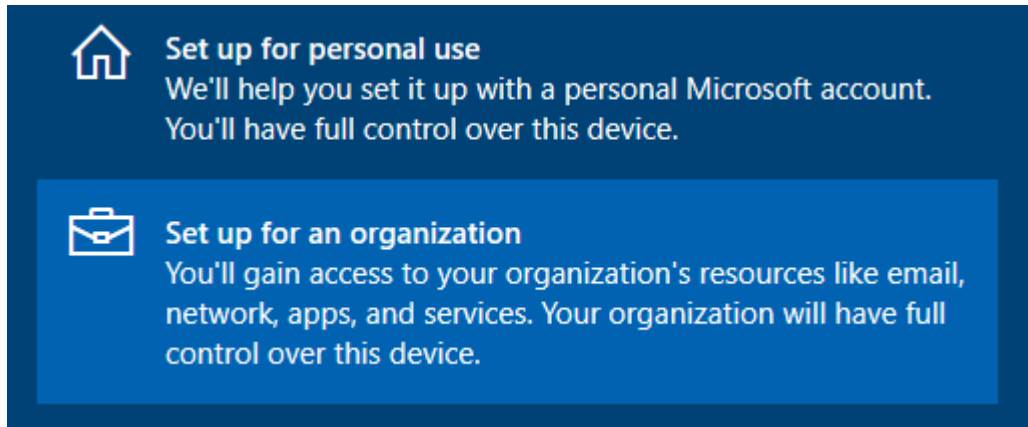 Set up for personal use
We'll help you set it up with a personal Microsoft account.
You'll have full control over this device.
Set up for an organization
You'll gain access to your organization's resources like email,
network, apps, and services. Your organization will have full
control over this device.